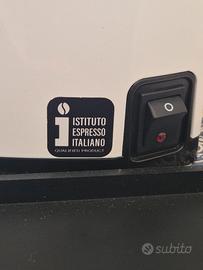 ISTITUTO
ESPRESSO
ITALIANO
QUALIFIED PRODUCT
subito